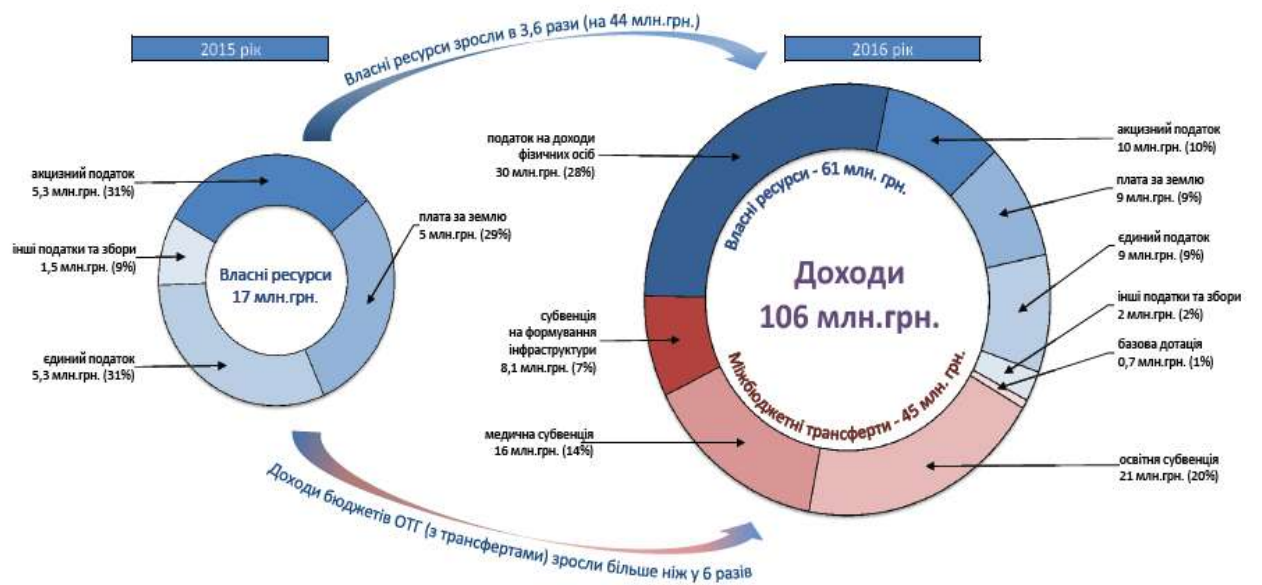 Власні ресурси зросли в 3,6 рази (на 44 млн.грн.)
2015 рік
акцизний податок
5,3 млн.грн. (31%)
інші податки та збори
1,5 млн.грн. (9%)
єдиний податок
5,3 млн.грн. (31%)
плата за землю
5 млн.грн. (29%)
Власні ресурси
17 млн.грн.
2016 рік
податок на доходи
фізичних осіб
30 млн.грн. (28%)
субвенція
на формування
інфраструктури
8,1 млн.грн. (7%)
медична субвенція
16 млн.грн. (14%)
Власні ресурси - 61 млн. грн.
Доходи
106 млн.грн.
Міжбюджетні трансферти - 45 млн. грн.
акцизний податок
10 млн.грн. (10%)
плата за землю
9 млн.грн. (9%)
єдиний податок
9 млн.грн. (9%)
інші податки та збори
2 млн.грн. (2%)
базова дотація
0,7 млн.грн. (1%)
освітня субвенція
21 млн.грн. (20%)
Доходи бюджетів ОТГ (з трансфертами) зросли більше ніж у 6 разів